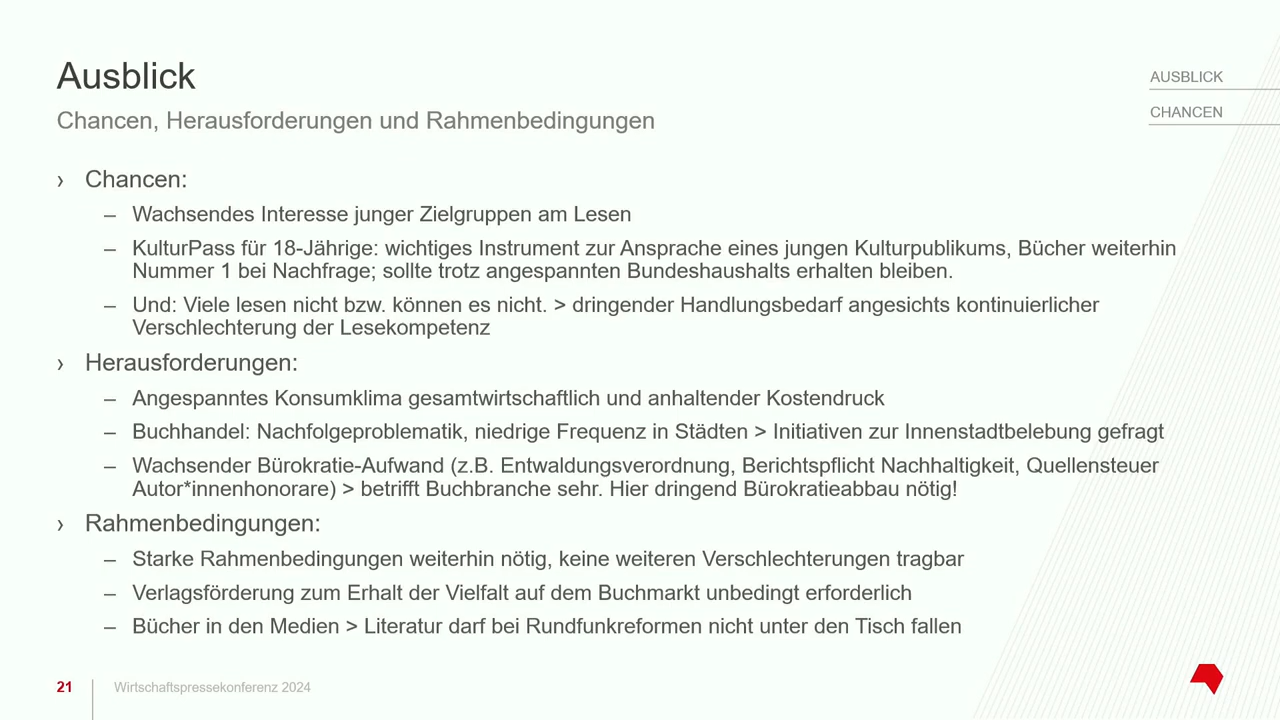 Ausblick
Chancen, Herausforderungen und Rahmenbedingungen
AUSBLICK
CHANCEN
› Chancen:
– Wachsendes Interesse junger Zielgruppen am Lesen
– KulturPass für 18-Jährige: wichtiges Instrument zur Ansprache eines jungen Kulturpublikums, Bücher weiterhin
Nummer 1 bei Nachfrage; sollte trotz angespannten Bundeshaushalts erhalten bleiben.
– Und: Viele lesen nicht bzw. können es nicht. > dringender Handlungsbedarf angesichts kontinuierlicher
Verschlechterung der Lesekompetenz
› Herausforderungen:
– Angespanntes Konsumklima gesamtwirtschaftlich und anhaltender Kostendruck
– Buchhandel: Nachfolgeproblematik, niedrige Frequenz in Städten > Initiativen zur Innenstadtbelebung gefragt
– Wachsender Bürokratie-Aufwand (z.B. Entwaldungsverordnung, Berichtspflicht Nachhaltigkeit, Quellensteuer
Autor*innenhonorare) > betrifft Buchbranche sehr. Hier dringend Bürokratieabbau nötig!
› Rahmenbedingungen:
– Starke Rahmenbedingungen weiterhin nötig, keine weiteren Verschlechterungen tragbar
– Verlagsförderung zum Erhalt der Vielfalt auf dem Buchmarkt unbedingt erforderlich
– Bücher in den Medien > Literatur darf bei Rundfunkreformen nicht unter den Tisch fallen
21
Wirtschaftspressekonferenz 2024